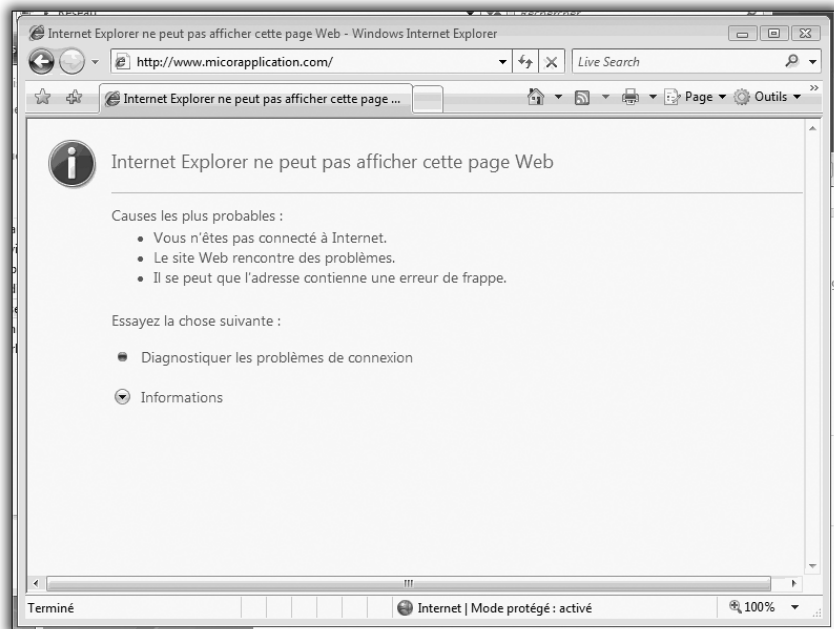 Réseau
Rechercher
Internet Explorer ne peut pas afficher cette page Web - Windows Internet Explorer
http://www.micorapplication.com/
Live Search
Internet Explorer ne peut pas afficher cette page ...
Page
Outils
Internet Explorer ne peut pas afficher cette page Web
Causes les plus probables :
• Vous n'êtes pas connecté à Internet.
• Le site Web rencontre des problèmes.
• Il se peut que l'adresse contienne une erreur de frappe.
Essayez la chose suivante :
Diagnostiquer les problèmes de connexion
Informations
Terminé
Internet | Mode protégé : activé
100%